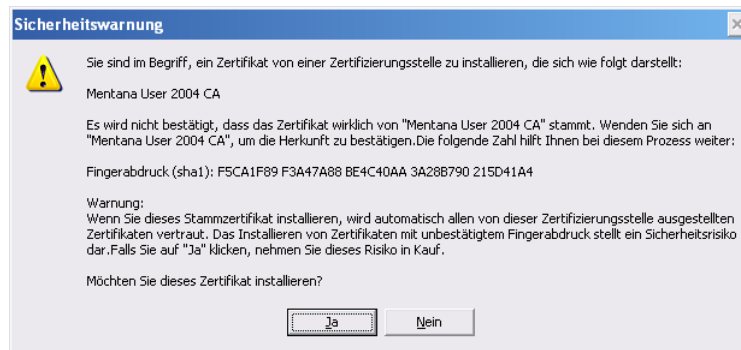 Sicherheitswarnung
Sie sind im Begriff, ein Zertifikat von einer Zertifizierungsstelle zu installieren, die sich wie folgt darstellt:
Mentana User 2004 CA
Es wird nicht bestätigt, dass das Zertifikat wirklich von "Mentana User 2004 CA" stammt. Wenden Sie sich an
"Mentana User 2004 CA", um die Herkunft zu bestätigen.Die folgende Zahl hilft Ihnen bei diesem Prozess weiter:
Fingerabdruck (sha1): F5CA1F89 F3A47A88 BE4C40AA 3A28B790 215D41A4
Warnung:
Wenn Sie dieses Stammzertifikat installieren, wird automatisch allen von dieser Zertifizierungsstelle ausgestellten
Zertifikaten vertraut. Das Installieren von Zertifikaten mit unbestätigtem Fingerabdruck stellt ein Sicherheitsrisiko
dar.Falls Sie auf "Ja" klicken, nehmen Sie dieses Risiko in Kauf.
Möchten Sie dieses Zertifikat installieren?
Ja
Nein